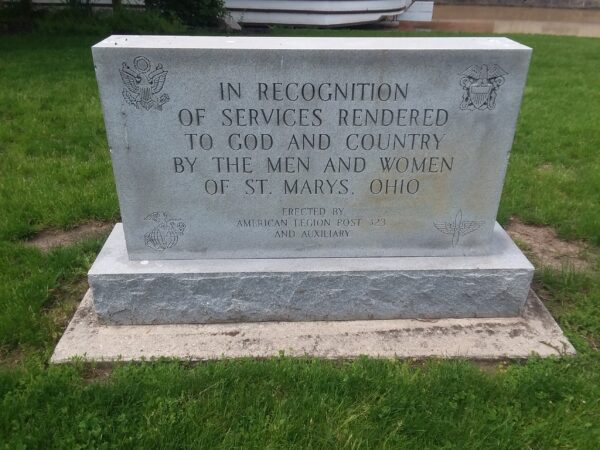 IN RECOGNITION
OF SERVICES RENDERED
TO GOD AND COUNTRY
BY THE MEN AND WOMEN
OF ST. MARYS, OHIO
ERECTED BY
AMERICAN LEGION POST 323
AND AUXILIARY